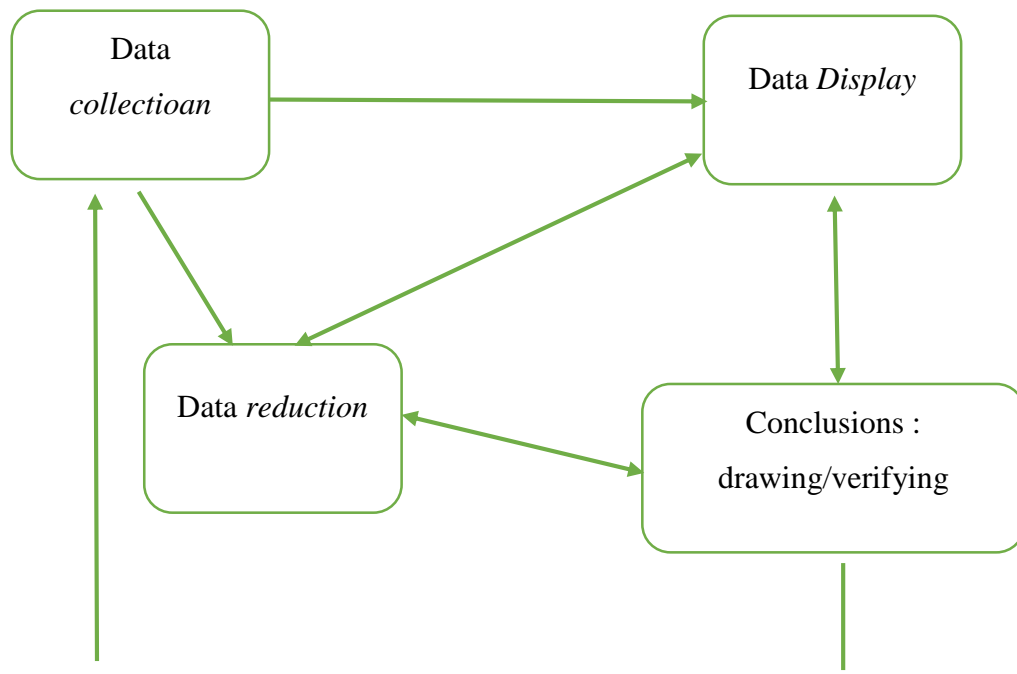 Data
collectioan
Data Display
Data reduction
Conclusions :
drawing/verifying